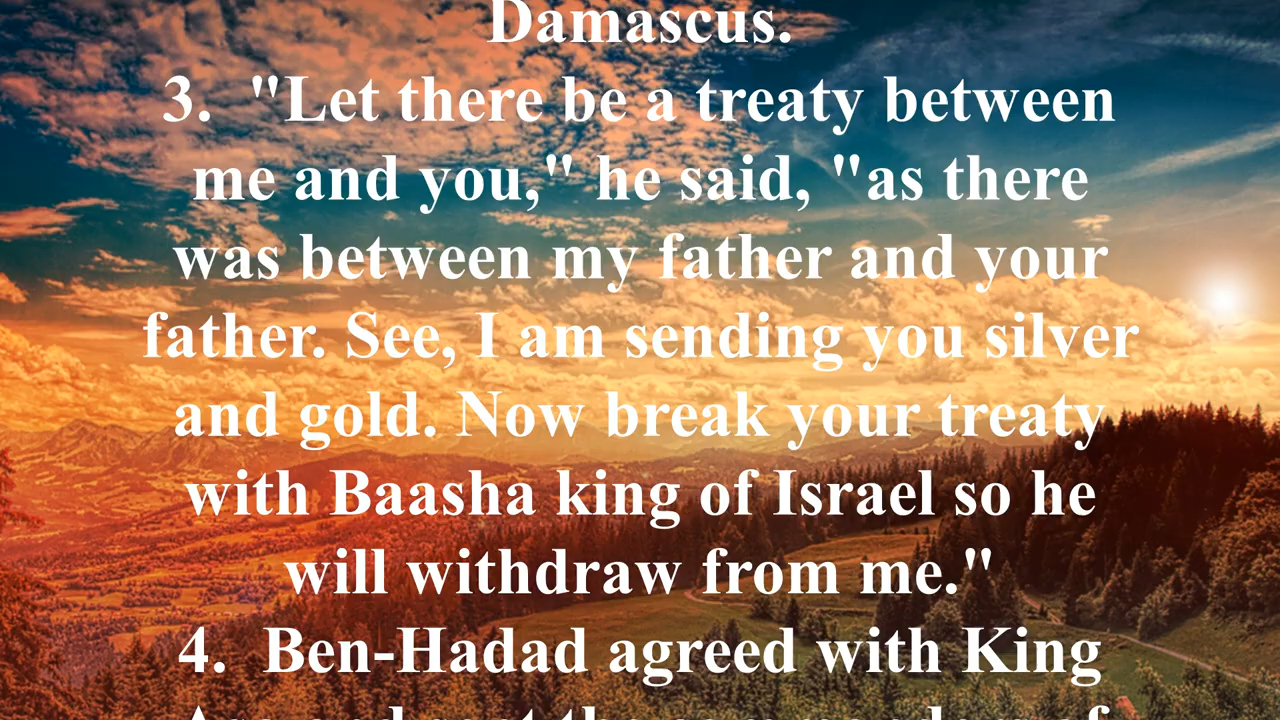 Damascus.
3. "Let there be a treaty between
me and you," he said, "as there
was between my father and your
father. See, I am sending you silver
and gold. Now break your treaty
with Baasha king of Israel so he
will withdraw from me."
4. Ben-Hadad agreed with King